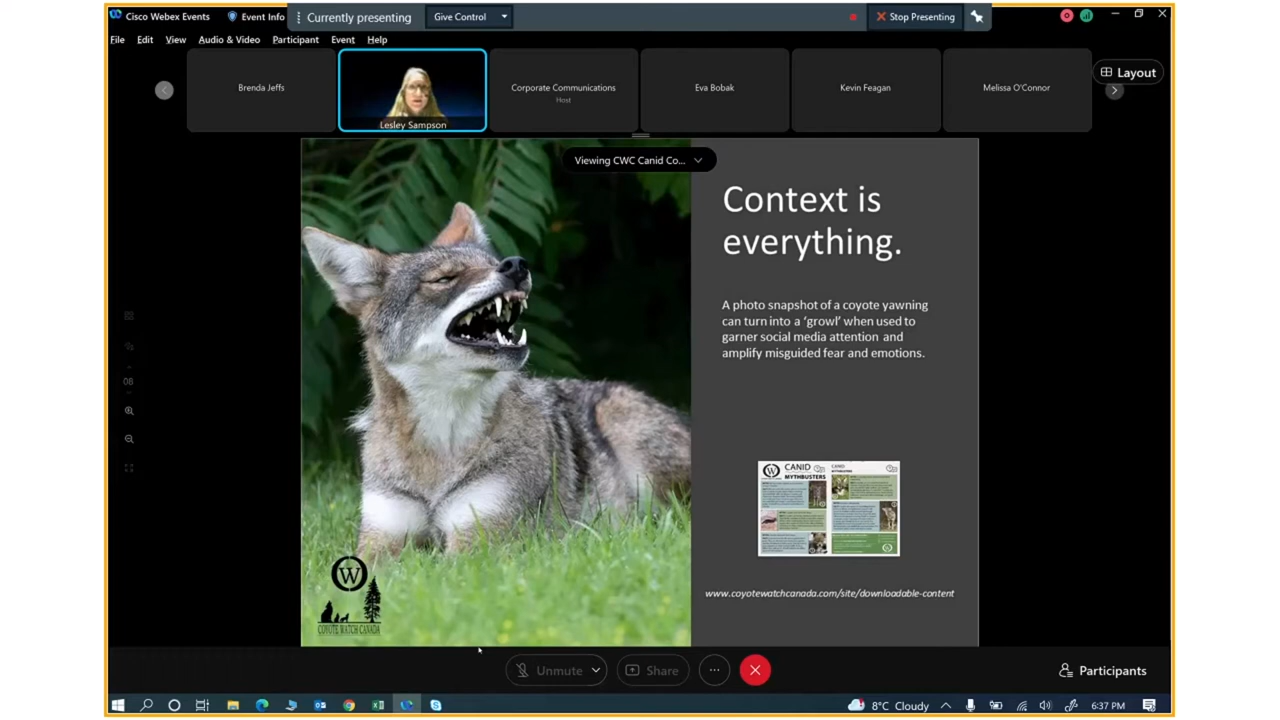 Cisco Webex Events
Event Info
Currently presenting
Give Control
Stop Presenting
File Edit View Audio & Video Participant Event Help
Brenda Jeffs
Lesley Sampson
Corporate Communications
Host
Eva Bobak
Kevin Feagan
Melissa O'Connor
Layout
Viewing CWC Canid Co...
Context is
everything.
A photo snapshot of a coyote yawning
can turn into a ‘growl’ when used to
garner social media attention and
amplify misguided fear and emotions.
08
CANID
MYTHBUSTERS
CANID
MYTHBUSTERS
www.coyotewatchcanada.com/site/downloadable-content
W
COYOTE WATCH CANADA
Unmute
Share
Participants
8°C Cloudy
6:37 PM